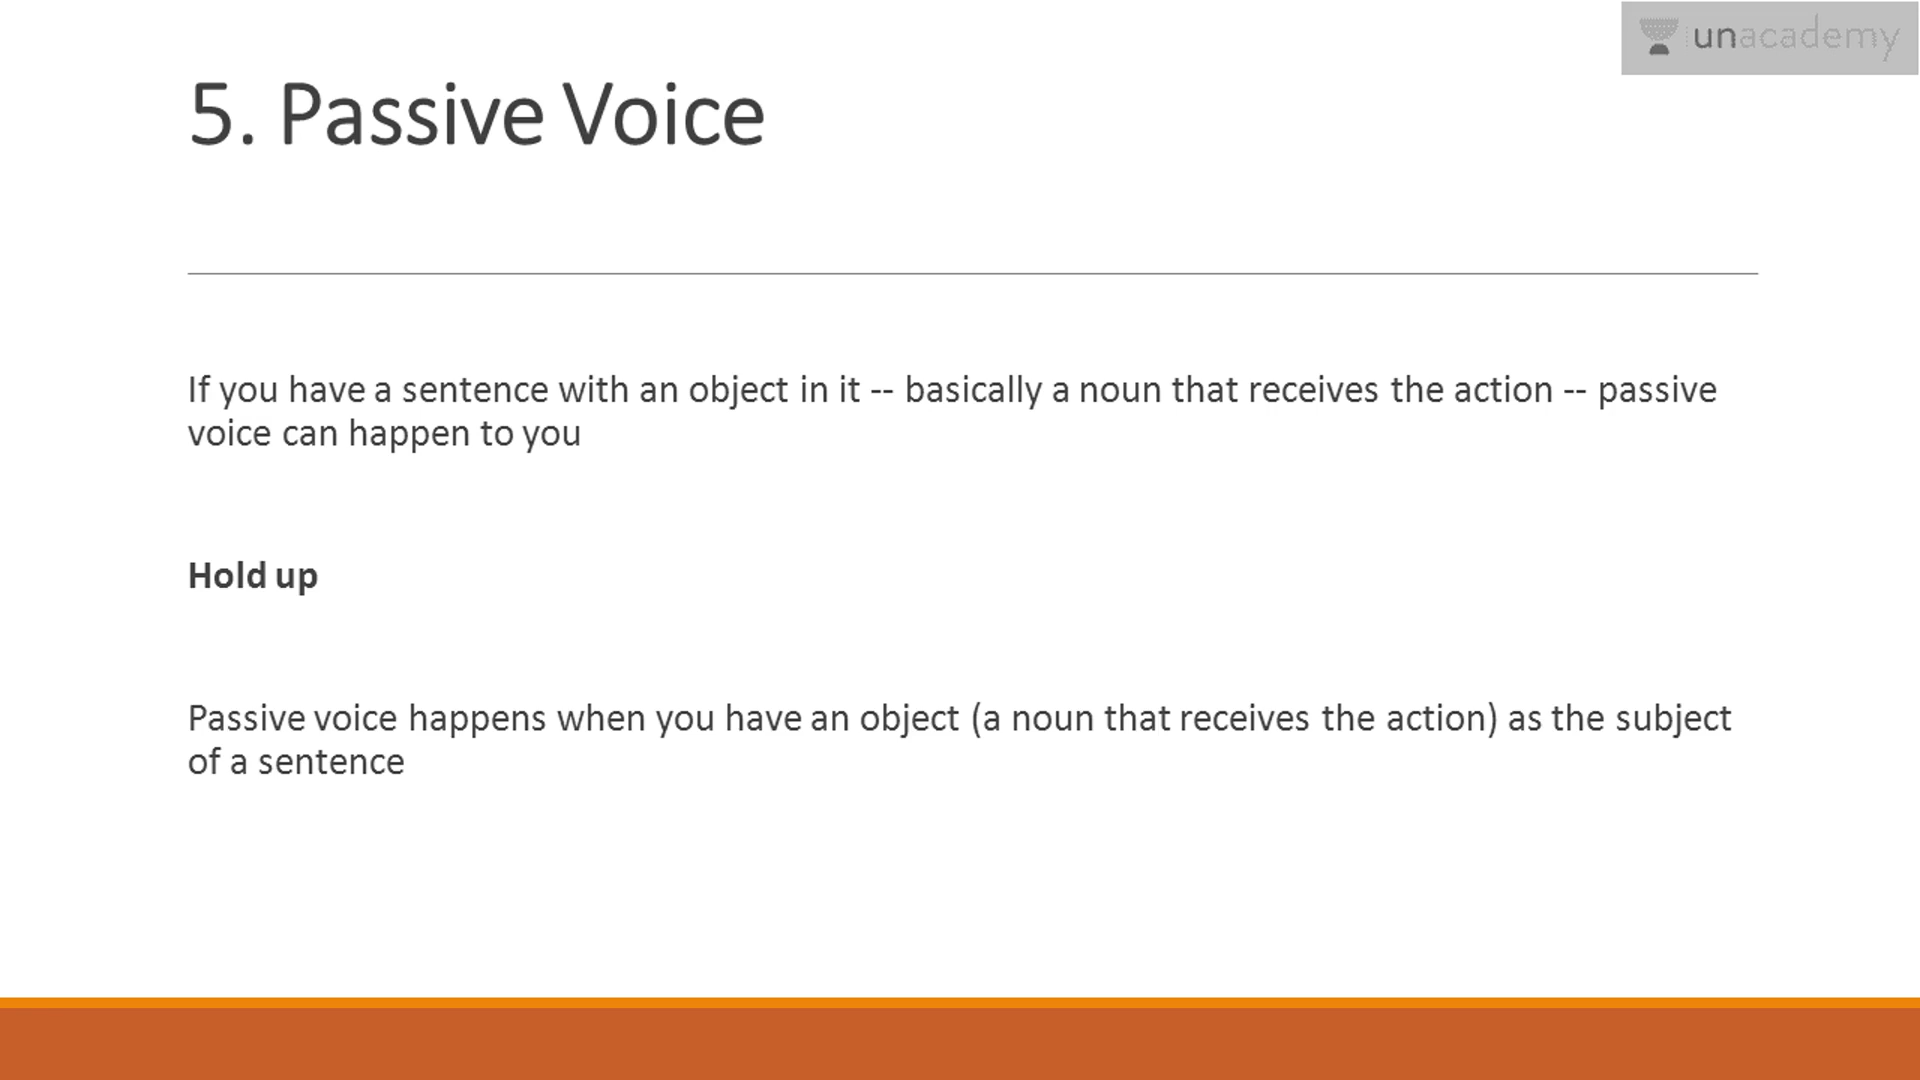 unacademy
5. Passive Voice
If you have a sentence with an object in it -- basically a noun that receives the action -- passive
voice can happen to you
Hold up
Passive voice happens when you have an object (a noun that receives the action) as the subject
of a sentence